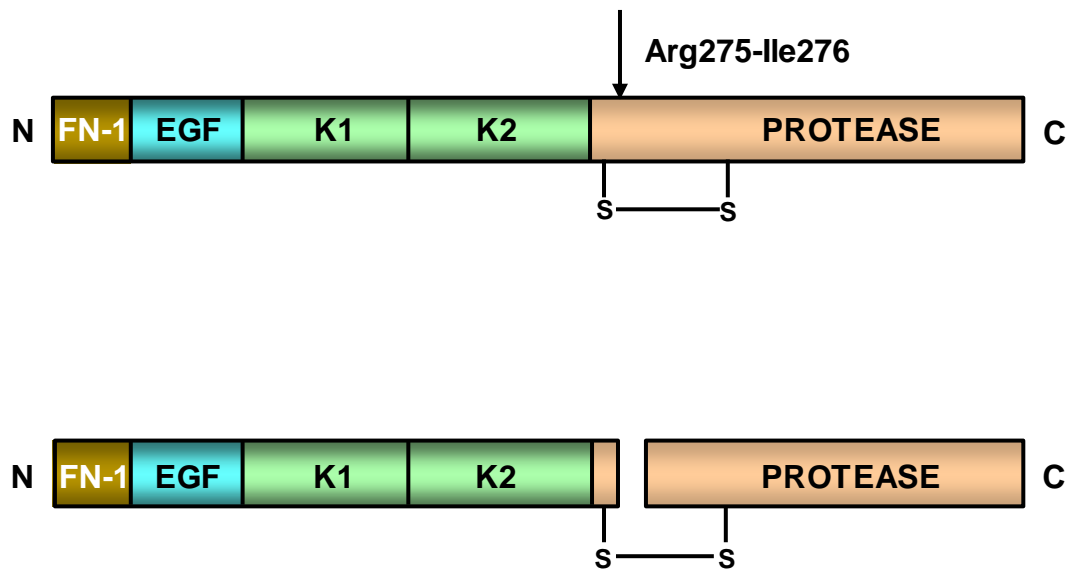 Arg275-Ile276
N FN-1 EGF K1 K2 PROTEASE C
S S
N FN-1 EGF K1 K2 PROTEASE C
S S